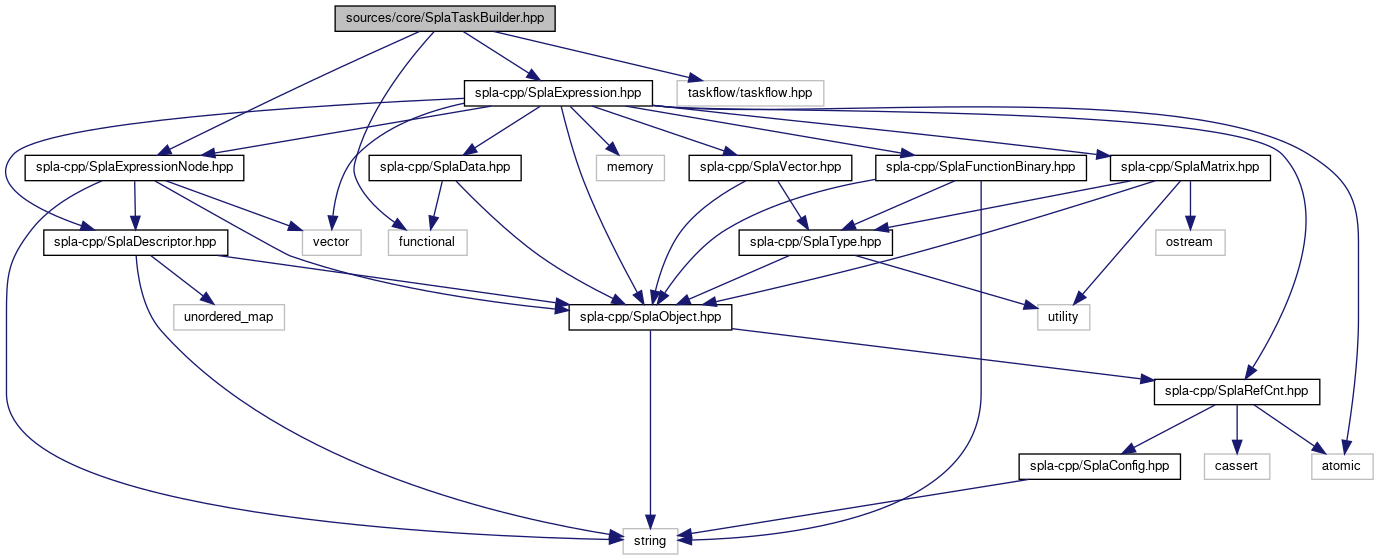 sources/core/SplaTaskBuilder.hpp
spla-cpp/SplaExpression.hpp
taskflow/taskflow.hpp
spla-cpp/SplaExpressionNode.hpp
spla-cpp/SplaData.hpp
memory
spla-cpp/SplaVector.hpp
spla-cpp/SplaFunctionBinary.hpp
spla-cpp/SplaMatrix.hpp
spla-cpp/SplaDescriptor.hpp
vector
functional
spla-cpp/SplaType.hpp
ostream
unordered_map
spla-cpp/SplaObject.hpp
utility
spla-cpp/SplaRefCnt.hpp
spla-cpp/SplaConfig.hpp
cassert
atomic
string